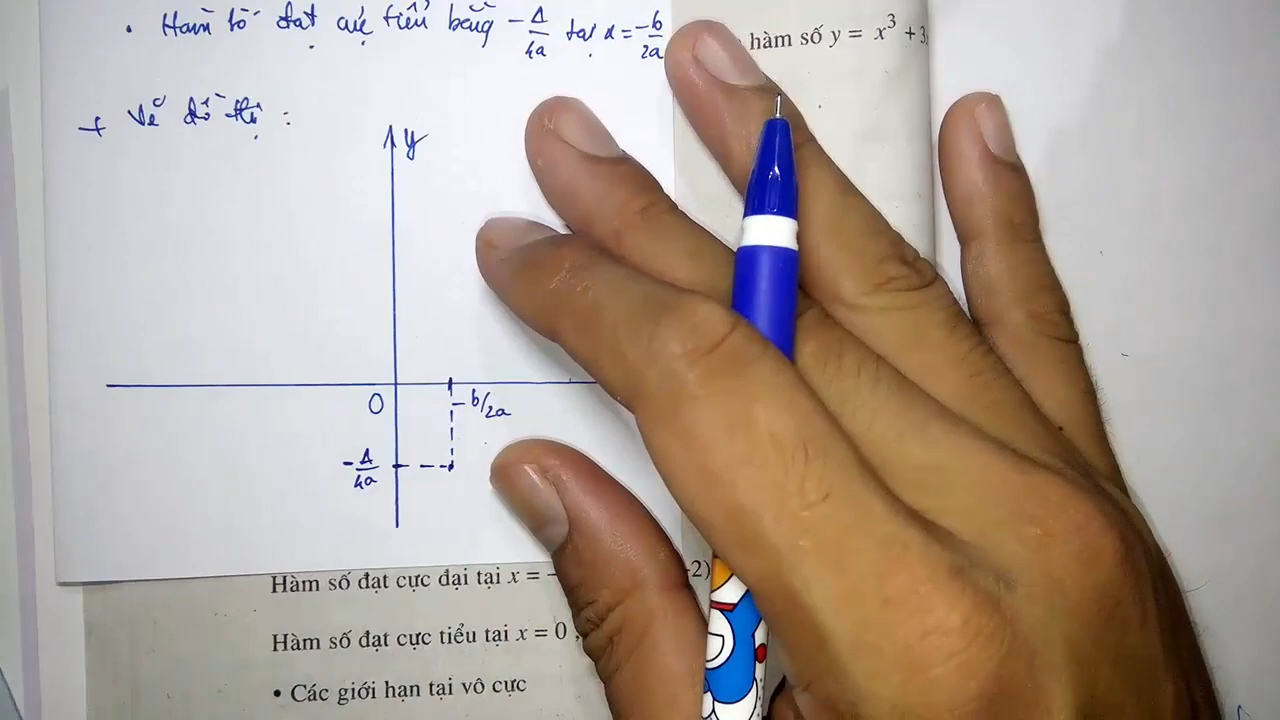 • Hàm số đạt cực tiểu bằng -Δ/4a tại x = -b/2a
hàm số y = x³ + 3
+ Vẽ đồ thị :
y
O
-b/2a
-Δ/4a
Hàm số đạt cực đại tại x = -
2)
Hàm số đạt cực tiểu tại x = 0 ,
• Các giới hạn tại vô cực